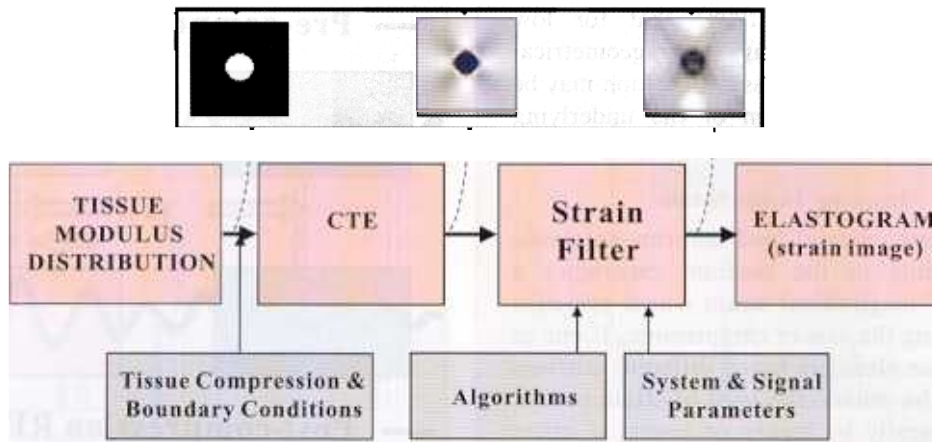 TISSUE
MODULUS
DISTRIBUTION
CTE
Strain
Filter
ELASTOGRAM
(strain image)
Tissue Compression &
Boundary Conditions
Algorithms
System & Signal
Parameters